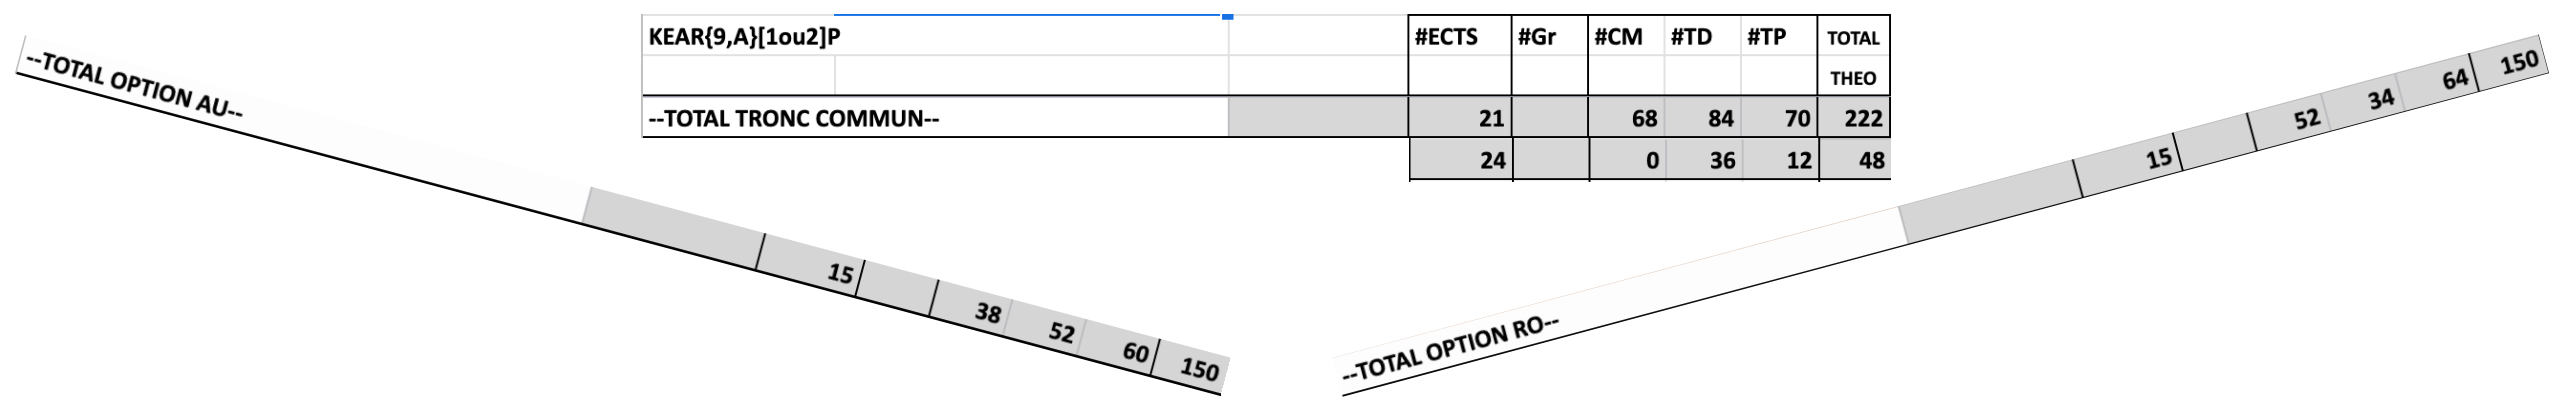 KEAR{9,A}[1ou2]P #ECTS #Gr #CM #TD #TP TOTAL
THEO
--TOTAL TRONC COMMUN-- 21 68 84 70 222
24 0 36 12 48
--TOTAL OPTION AU-- 15 38 52 60 150
--TOTAL OPTION RO-- 15 52 34 64 150